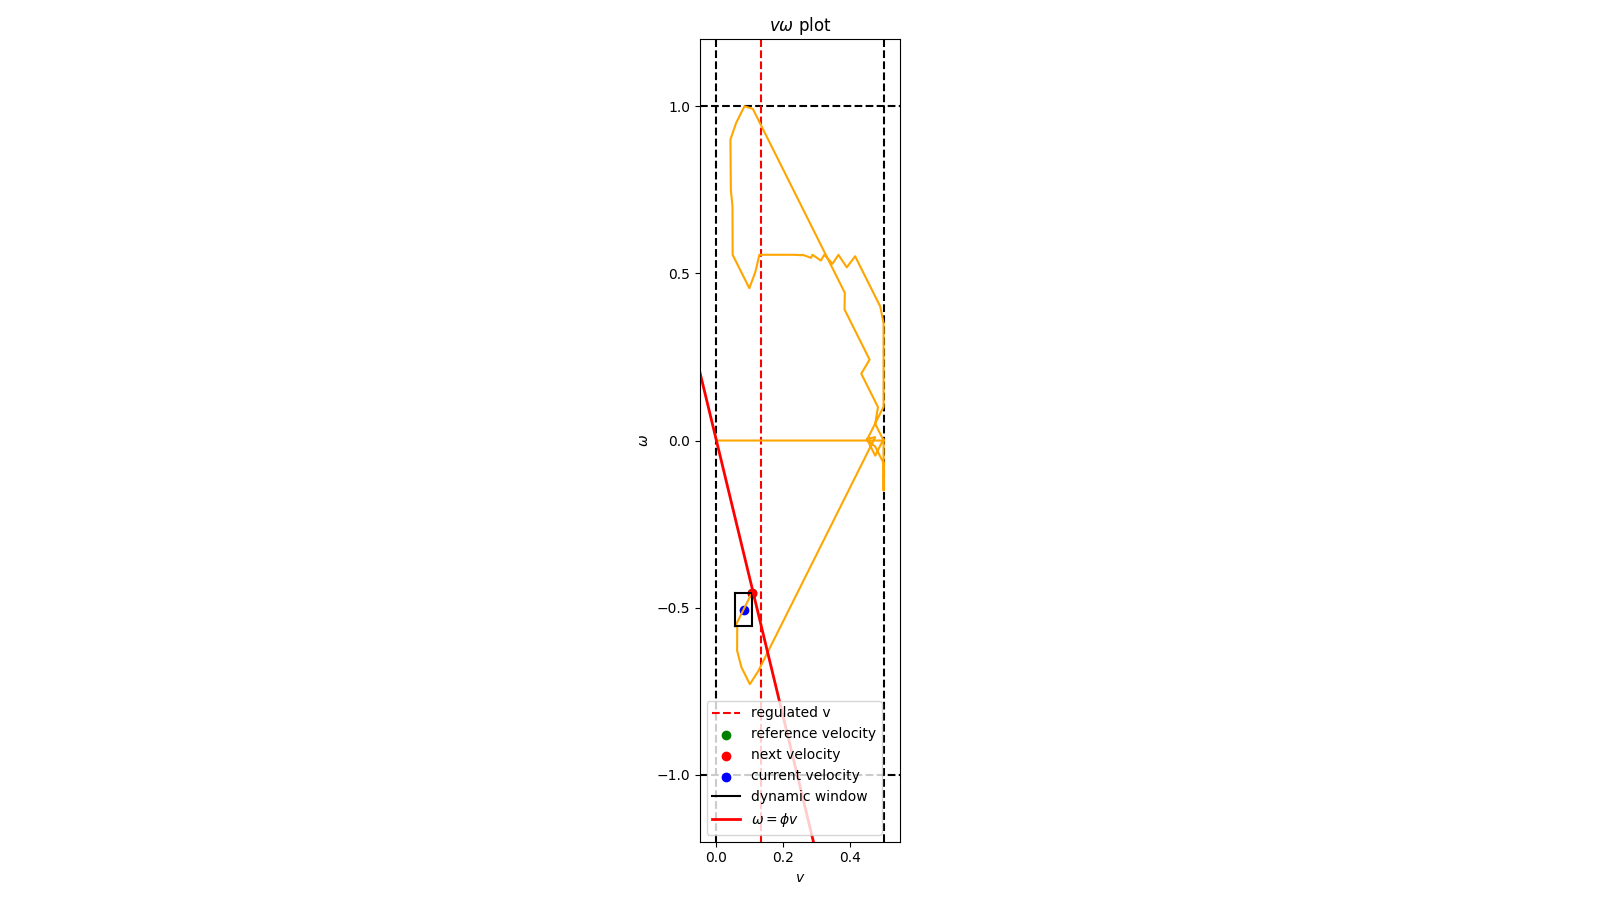 vω plot
1.0
0.5
0.0
−0.5
−1.0
ω
regulated v
reference velocity
next velocity
current velocity
dynamic window
ω = ϕv
0.0 0.2 0.4
v